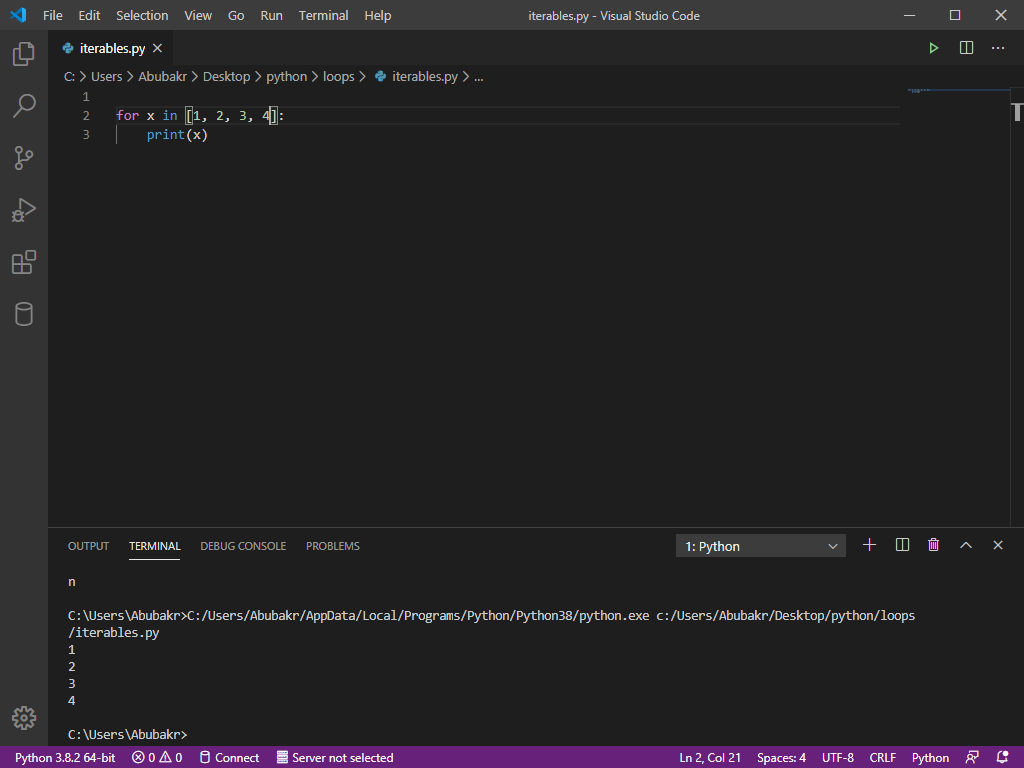 File Edit Selection View Go Run Terminal Help iterables.py - Visual Studio Code
iterables.py
C: > Users > Abubakr > Desktop > python > loops > iterables.py > ...
1
2 for x in [1, 2, 3, 4]:
3 print(x)
OUTPUT TERMINAL DEBUG CONSOLE PROBLEMS 1: Python
n
C:\Users\Abubakr>C:/Users/Abubakr/AppData/Local/Programs/Python/Python38/python.exe c:/Users/Abubakr/Desktop/python/loops
/iterables.py
1
2
3
4
C:\Users\Abubakr>
Python 3.8.2 64-bit 0 0 Connect Server not selected Ln 2, Col 21 Spaces: 4 UTF-8 CRLF Python